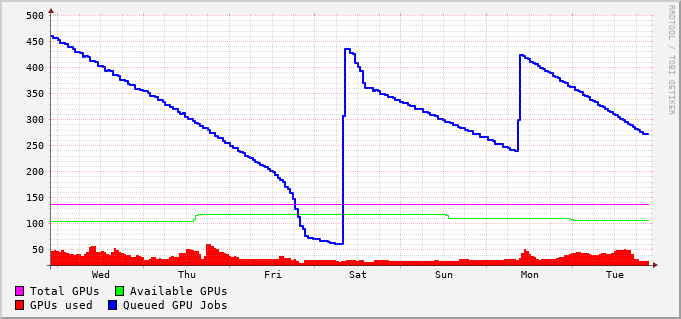 500
450
400
350
300
250
200
150
100
50
Wed Thu Fri Sat Sun Mon Tue
Total GPUs Available GPUs
GPUs used Queued GPU Jobs
RRDTOOL / TOBI OETIKER